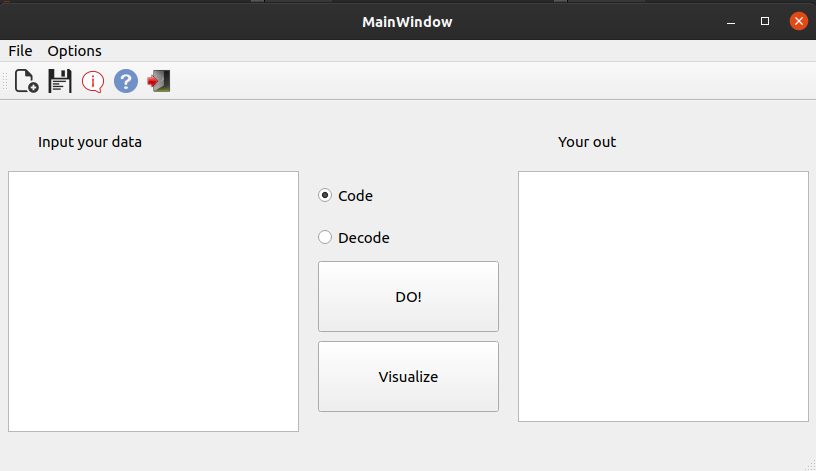 MainWindow
File Options
Input your data
Your out
Code
Decode
DO!
Visualize